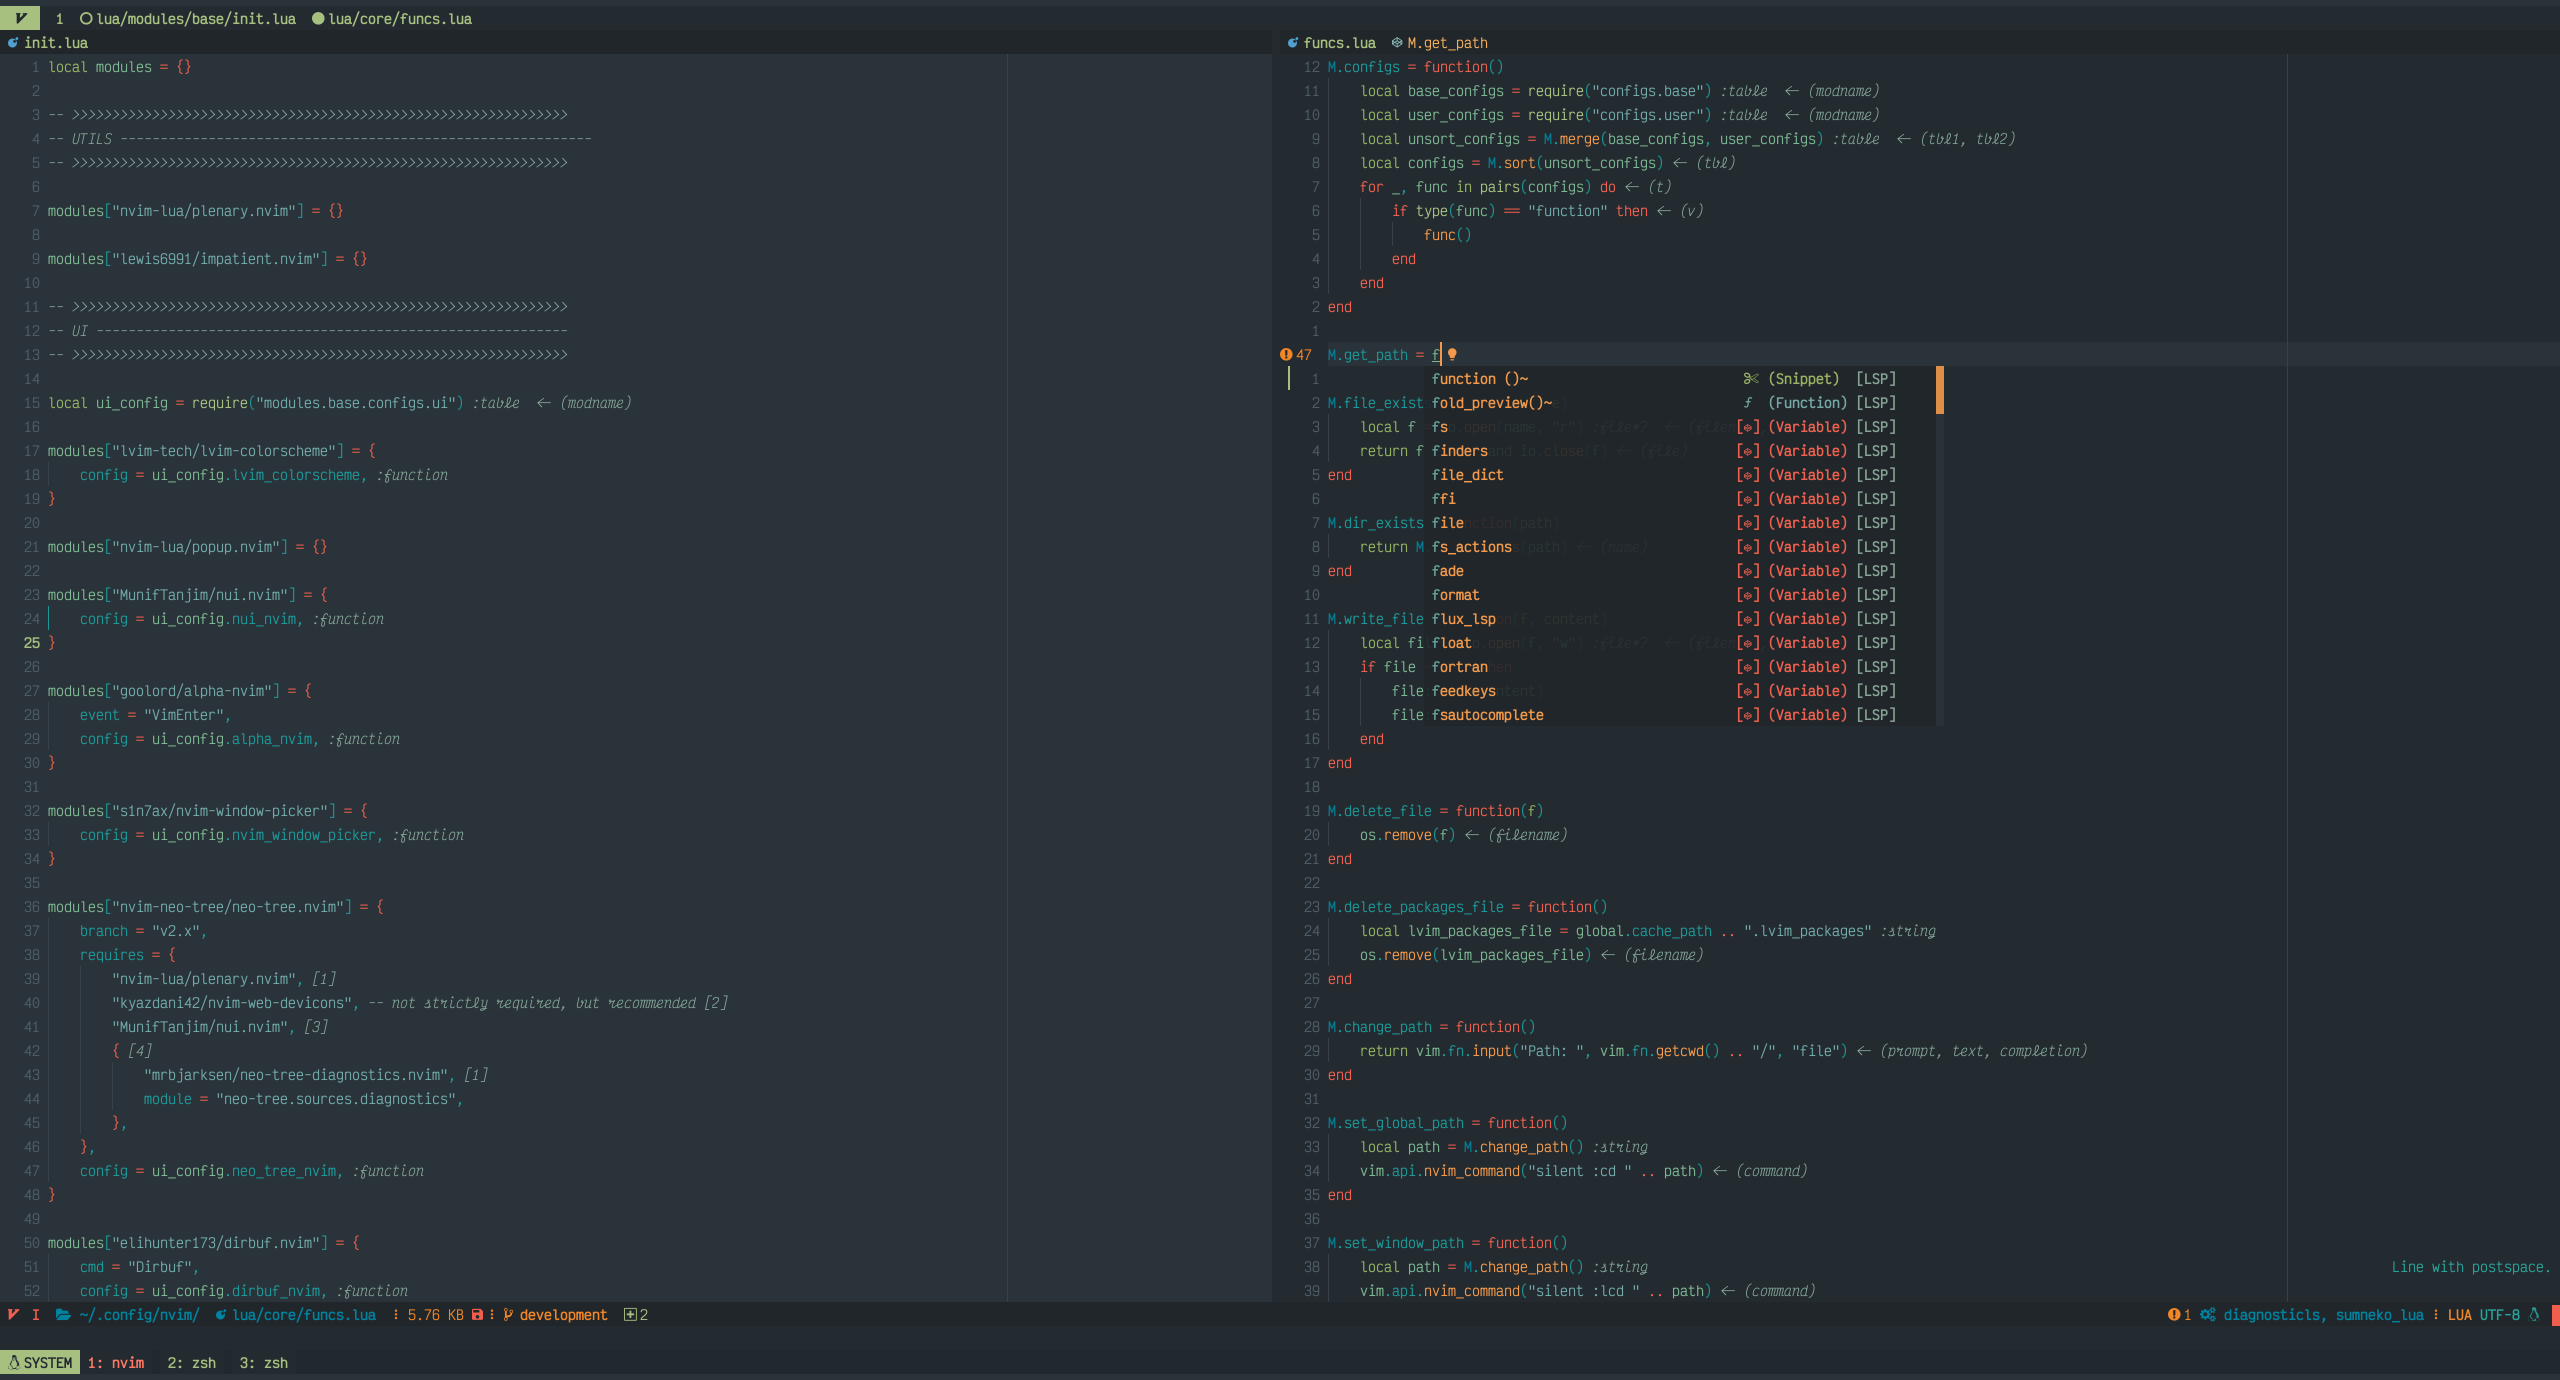 1 lua/modules/base/init.lua lua/core/funcs.lua
init.lua
1 local modules = {}
2
3 -- >>>>>>>>>>>>>>>>>>>>>>>>>>>>>>>>>>>>>>>>>>>>>>>>>>>>>>>>>>>>>>
4 -- UTILS -----------------------------------------------------------
5 -- >>>>>>>>>>>>>>>>>>>>>>>>>>>>>>>>>>>>>>>>>>>>>>>>>>>>>>>>>>>>>>
6
7 modules["nvim-lua/plenary.nvim"] = {}
8
9 modules["lewis6991/impatient.nvim"] = {}
10
11 -- >>>>>>>>>>>>>>>>>>>>>>>>>>>>>>>>>>>>>>>>>>>>>>>>>>>>>>>>>>>>>>
12 -- UI -----------------------------------------------------------
13 -- >>>>>>>>>>>>>>>>>>>>>>>>>>>>>>>>>>>>>>>>>>>>>>>>>>>>>>>>>>>>>>
14
15 local ui_config = require("modules.base.configs.ui") :table <- (modname)
16
17 modules["lvim-tech/lvim-colorscheme"] = {
18 config = ui_config.lvim_colorscheme, :function
19 }
20
21 modules["nvim-lua/popup.nvim"] = {}
22
23 modules["MunifTanjim/nui.nvim"] = {
24 config = ui_config.nui_nvim, :function
25 }
26
27 modules["goolord/alpha-nvim"] = {
28 event = "VimEnter",
29 config = ui_config.alpha_nvim, :function
30 }
31
32 modules["s1n7ax/nvim-window-picker"] = {
33 config = ui_config.nvim_window_picker, :function
34 }
35
36 modules["nvim-neo-tree/neo-tree.nvim"] = {
37 branch = "v2.x",
38 requires = {
39 "nvim-lua/plenary.nvim", [1]
40 "kyazdani42/nvim-web-devicons", -- not strictly required, but recommended [2]
41 "MunifTanjim/nui.nvim", [3]
42 { [4]
43 "mrbjarksen/neo-tree-diagnostics.nvim", [1]
44 module = "neo-tree.sources.diagnostics",
45 },
46 },
47 config = ui_config.neo_tree_nvim, :function
48 }
49
50 modules["elihunter173/dirbuf.nvim"] = {
51 cmd = "Dirbuf",
52 config = ui_config.dirbuf_nvim, :function
funcs.lua M.get_path
12 M.configs = function()
11 local base_configs = require("configs.base") :table <- (modname)
10 local user_configs = require("configs.user") :table <- (modname)
9 local unsort_configs = M.merge(base_configs, user_configs) :table <- (tbl1, tbl2)
8 local configs = M.sort(unsort_configs) <- (tbl)
7 for _, func in pairs(configs) do <- (t)
6 if type(func) == "function" then <- (v)
5 func()
4 end
3 end
2 end
1
47 M.get_path = f
1 function ()~ (Snippet) [LSP]
2 M.file_exist fold_preview()~ (Function) [LSP]
3 local f fs (Variable) [LSP]
4 return f finders (Variable) [LSP]
5 end file_dict (Variable) [LSP]
6 ffi (Variable) [LSP]
7 M.dir_exists file (Variable) [LSP]
8 return M fs_actions (Variable) [LSP]
9 end fade (Variable) [LSP]
10 format (Variable) [LSP]
11 M.write_file flux_lsp (Variable) [LSP]
12 local fi float (Variable) [LSP]
13 if file fortran (Variable) [LSP]
14 file feedkeys (Variable) [LSP]
15 file fsautocomplete (Variable) [LSP]
16 end
17 end
18
19 M.delete_file = function(f)
20 os.remove(f) <- (filename)
21 end
22
23 M.delete_packages_file = function()
24 local lvim_packages_file = global.cache_path .. ".lvim_packages" :string
25 os.remove(lvim_packages_file) <- (filename)
26 end
27
28 M.change_path = function()
29 return vim.fn.input("Path: ", vim.fn.getcwd() .. "/", "file") <- (prompt, text, completion)
30 end
31
32 M.set_global_path = function()
33 local path = M.change_path() :string
34 vim.api.nvim_command("silent :cd " .. path) <- (command)
35 end
36
37 M.set_window_path = function()
38 local path = M.change_path() :string
Line with postspace.
39 vim.api.nvim_command("silent :lcd " .. path) <- (command)
I ~/.config/nvim/ lua/core/funcs.lua 5.76 KB development 2 1 diagnosticls, sumneko_lua LUA UTF-8
SYSTEM 1: nvim 2: zsh 3: zsh